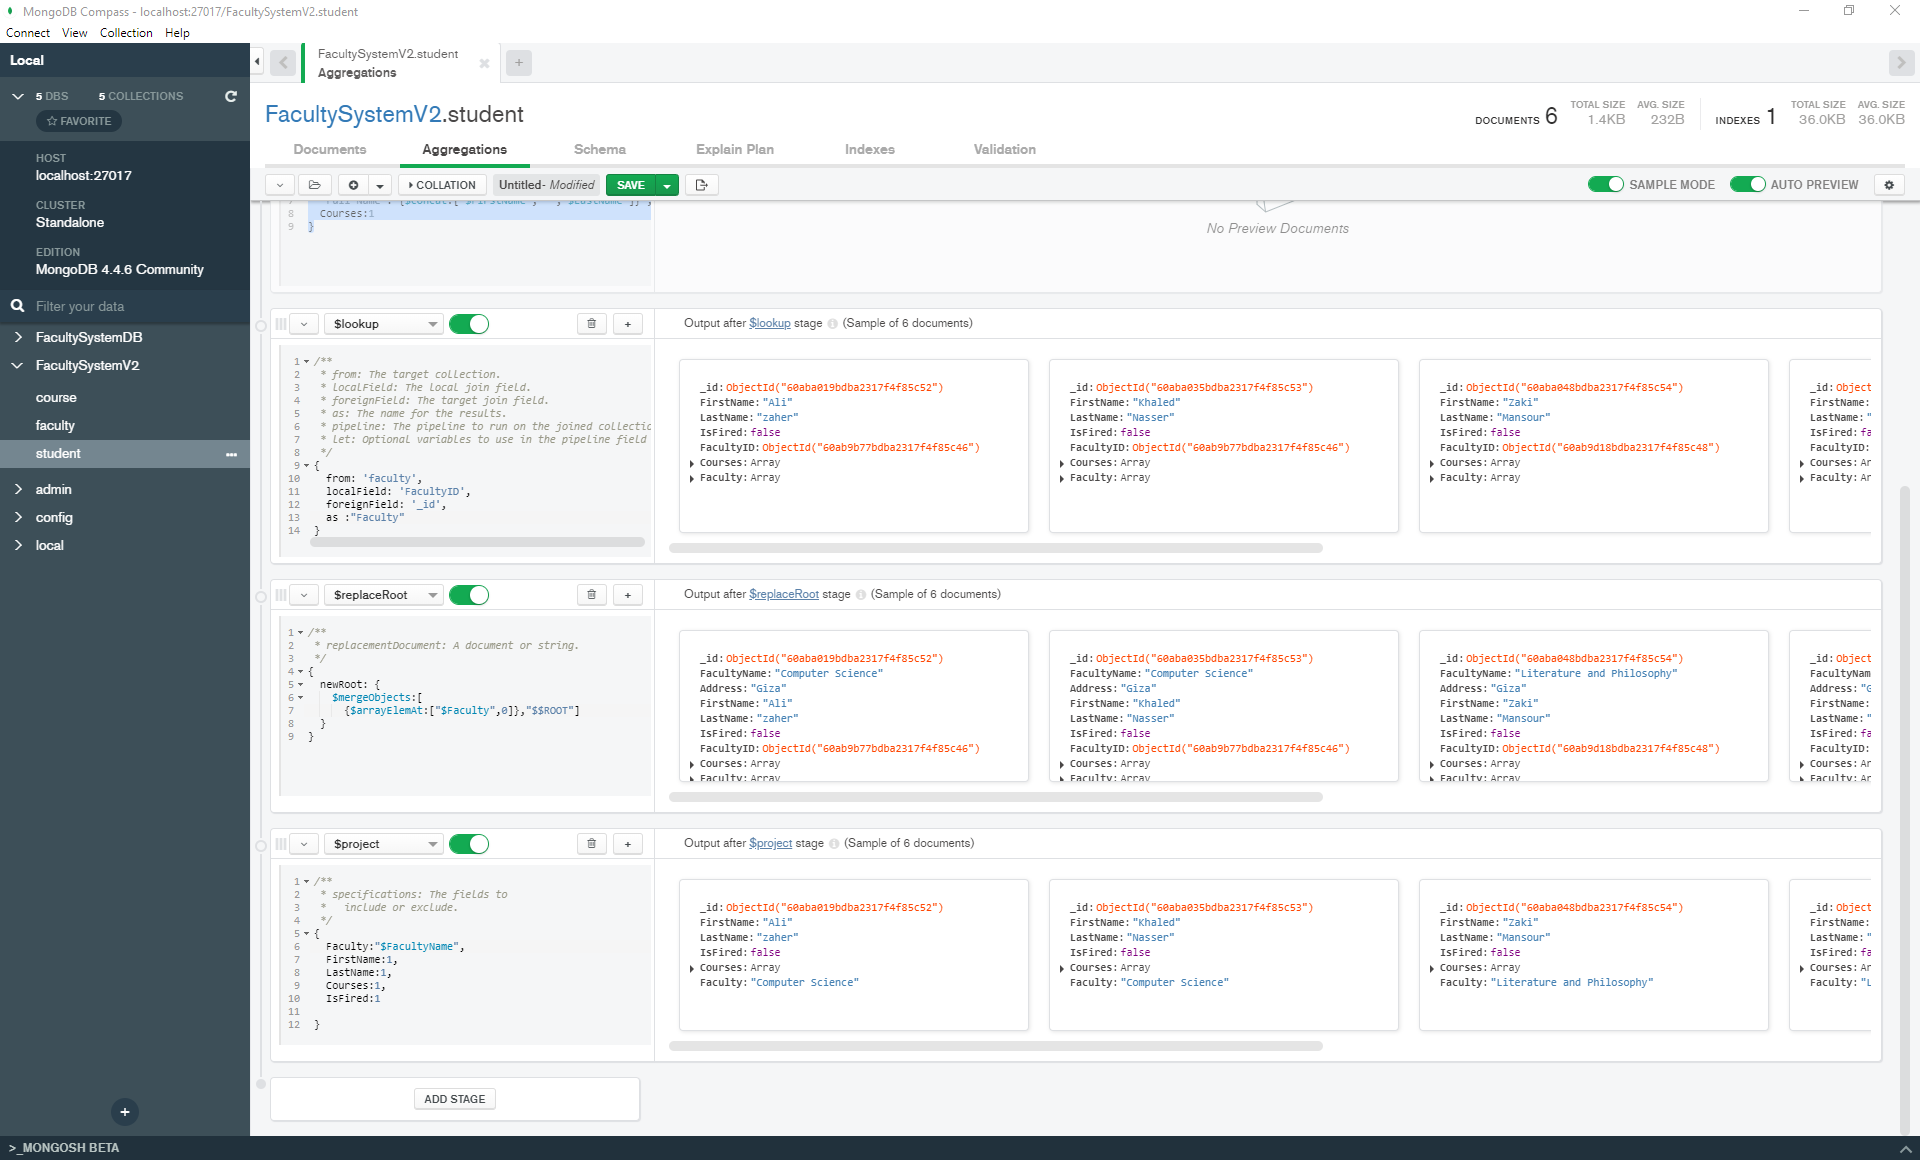 MongoDB Compass - localhost:27017/FacultySystemV2.student
Connect View Collection Help
Local
5 DBS 5 COLLECTIONS
FAVORITE
HOST
localhost:27017
CLUSTER
Standalone
EDITION
MongoDB 4.4.6 Community
Filter your data
FacultySystemDB
FacultySystemV2
course
faculty
student
admin
config
local
>_MONGOSH BETA
FacultySystemV2.student
Aggregations
FacultySystemV2.student
DOCUMENTS 6 TOTAL SIZE 1.4KB AVG. SIZE 232B INDEXES 1 TOTAL SIZE 36.0KB AVG. SIZE 36.0KB
Documents Aggregations Schema Explain Plan Indexes Validation
COLLATION Untitled- Modified SAVE SAMPLE MODE AUTO PREVIEW
8 Courses:1
9 }
No Preview Documents
$lookup
Output after $lookup stage (Sample of 6 documents)
1 /**
2 * from: The target collection.
3 * localField: The local join field.
4 * foreignField: The target join field.
5 * as: The name for the results.
6 * pipeline: The pipeline to run on the joined collectio
7 * let: Optional variables to use in the pipeline field
8 */
9 {
10 from: 'faculty',
11 localField: 'FacultyID',
12 foreignField: '_id',
13 as :"Faculty"
14 }
_id: ObjectId("60aba019bdba2317f4f85c52")
FirstName: "Ali"
LastName: "zaher"
IsFired: false
FacultyID: ObjectId("60ab9b77bdba2317f4f85c46")
Courses: Array
Faculty: Array
_id: ObjectId("60aba035bdba2317f4f85c53")
FirstName: "Khaled"
LastName: "Nasser"
IsFired: false
FacultyID: ObjectId("60ab9b77bdba2317f4f85c46")
Courses: Array
Faculty: Array
_id: ObjectId("60aba048bdba2317f4f85c54")
FirstName: "Zaki"
LastName: "Mansour"
IsFired: false
FacultyID: ObjectId("60ab9d18bdba2317f4f85c48")
Courses: Array
Faculty: Array
_id: Object
FirstName:
LastName: "
IsFired: fa
FacultyID:
Courses: Ar
Faculty: Ar
$replaceRoot
Output after $replaceRoot stage (Sample of 6 documents)
1 /**
2 * replacementDocument: A document or string.
3 */
4 {
5 newRoot: {
6 $mergeObjects:[
7 {$arrayElemAt:["$Faculty",0]},"$$ROOT"]
8 }
9 }
_id: ObjectId("60aba019bdba2317f4f85c52")
FacultyName: "Computer Science"
Address: "Giza"
FirstName: "Ali"
LastName: "zaher"
IsFired: false
FacultyID: ObjectId("60ab9b77bdba2317f4f85c46")
Courses: Array
Faculty: Array
_id: ObjectId("60aba035bdba2317f4f85c53")
FacultyName: "Computer Science"
Address: "Giza"
FirstName: "Khaled"
LastName: "Nasser"
IsFired: false
FacultyID: ObjectId("60ab9b77bdba2317f4f85c46")
Courses: Array
Faculty: Array
_id: ObjectId("60aba048bdba2317f4f85c54")
FacultyName: "Literature and Philosophy"
Address: "Giza"
FirstName: "Zaki"
LastName: "Mansour"
IsFired: false
FacultyID: ObjectId("60ab9d18bdba2317f4f85c48")
Courses: Array
Faculty: Array
_id: Object
FacultyNam
Address: "G
FirstName:
LastName: "
IsFired: fa
FacultyID:
Courses: Ar
Faculty: Ar
$project
Output after $project stage (Sample of 6 documents)
1 /**
2 * specifications: The fields to
3 * include or exclude.
4 */
5 {
6 Faculty:"$FacultyName",
7 FirstName:1,
8 LastName:1,
9 Courses:1,
10 IsFired:1
11
12 }
_id: ObjectId("60aba019bdba2317f4f85c52")
FirstName: "Ali"
LastName: "zaher"
IsFired: false
Courses: Array
Faculty: "Computer Science"
_id: ObjectId("60aba035bdba2317f4f85c53")
FirstName: "Khaled"
LastName: "Nasser"
IsFired: false
Courses: Array
Faculty: "Computer Science"
_id: ObjectId("60aba048bdba2317f4f85c54")
FirstName: "Zaki"
LastName: "Mansour"
IsFired: false
Courses: Array
Faculty: "Literature and Philosophy"
_id: Object
FirstName:
LastName: "
IsFired: fa
Courses: Ar
Faculty: "L
ADD STAGE